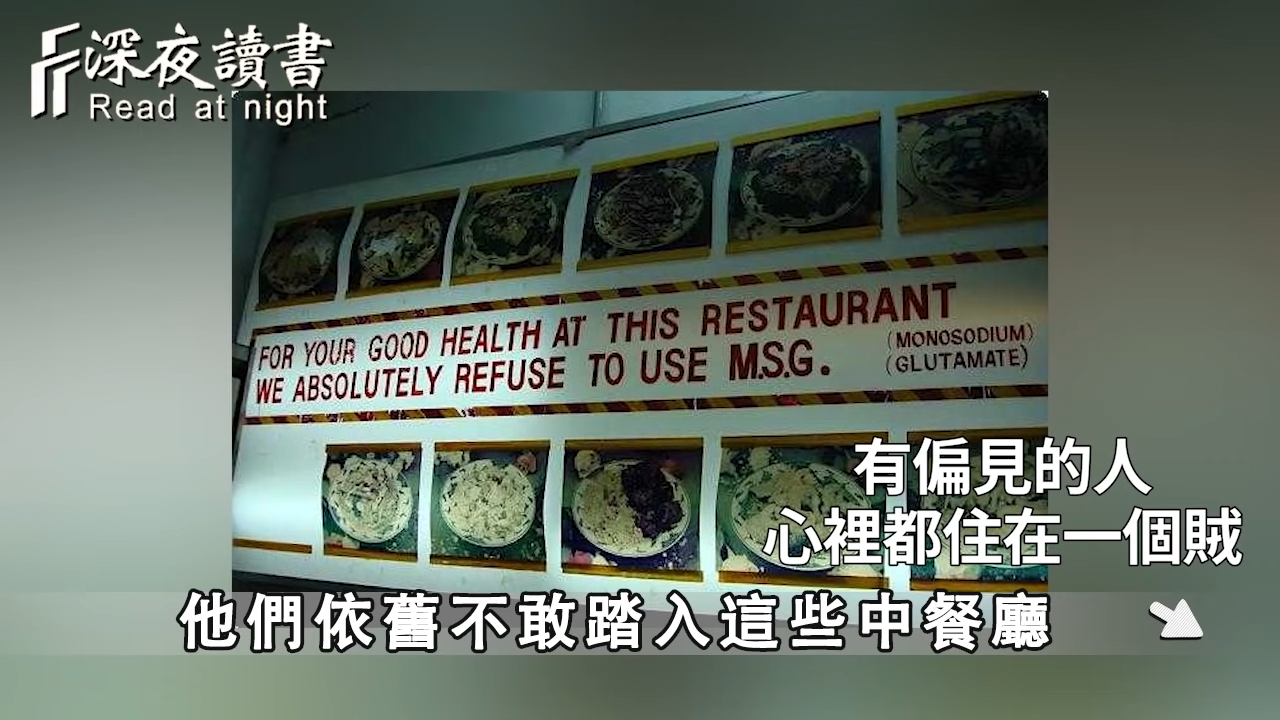 深夜讀書
Read at night
FOR YOUR GOOD HEALTH AT THIS RESTAURANT
WE ABSOLUTELY REFUSE TO USE M.S.G.
(MONOSODIUM)
(GLUTAMATE)
有偏見的人
心裡都住在一個賊
他們依舊不敢踏入這些中餐廳